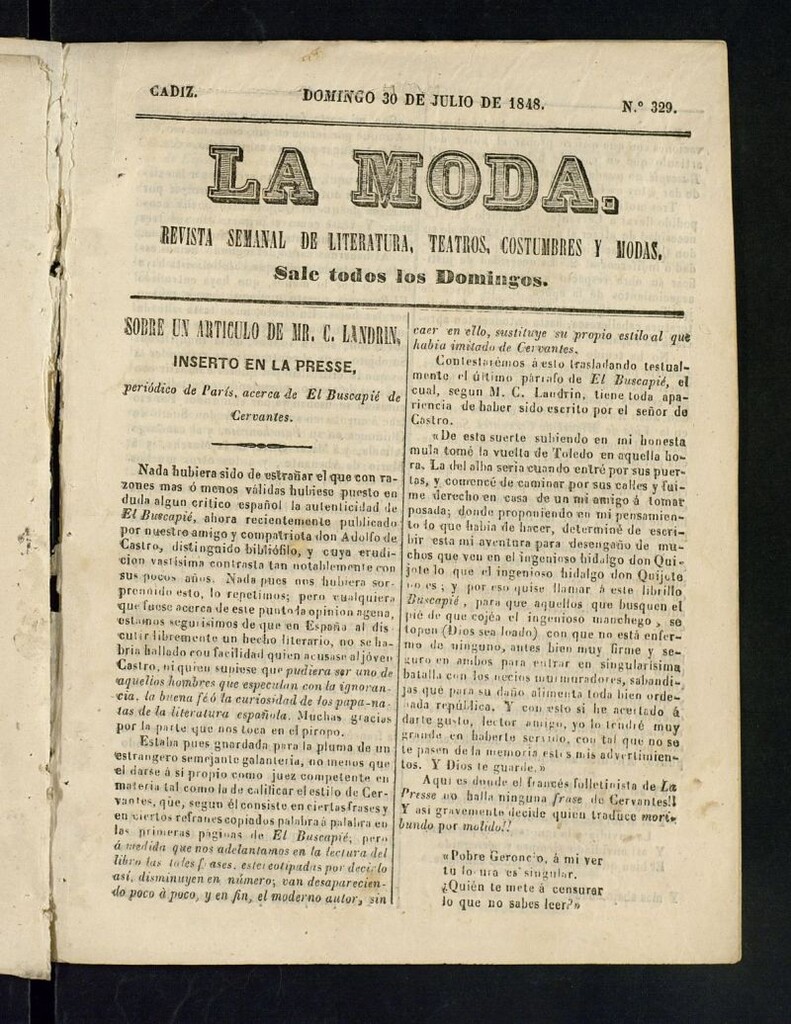 CADIZ.
DOMINGO 30 DE JULIO DE 1848.
N.º 329.
LA MODA.
REVISTA SEMANAL DE LITERATURA, TEATROS, COSTUMBRES Y MODAS.
Sale todos los Domingos.
SOBRE UN ARTICULO DE MR. C. LANDRIN,
INSERTO EN LA PRESSE,
periódico de Paris, acerca de El Buscapié de
Cervantes.
Nada hubiera sido de estrañar el que con ra-
zones mas ó menos válidas hubiese puesto en
duda algun crítico español la autenticidad de
El Buscapié, ahora recientemente publicado
por nuestro amigo y compatriota don Adolfo de
Castro, distinguido bibliófilo, y cuya erudi-
cion vastísima contrasta tan notablemente con
sus pocos años. Nada pues nos hubiera sor-
prendido esto, lo repetimos; pero cualquiera
que fuese acerca de este punto la opinion agena,
estamos segurísimos de que en España al dis
cutir libremente un hecho literario, no se ha-
bria hallado con facilidad quien acusase al jóven
Castro, ni quien supiese que pudiera ser uno de
aquellos hombres que especulan con la ignoran-
cia, la buena feó la curiosidad de los papa-na-
tas de la literatura española. Muchas gracias
por la parte que nos toca en el piropo.
Estaba pues guardada para la pluma de un
estrangero semejante galantería, no menos que
el darse á si propio como juez competente en
materia tal como la de calificar el estilo de Cer-
vantes, que, segun él consiste en ciertas frases y
en ciertos refranes copiados palabra á palabra en
las primeras páginas de El Buscapié; pero
á medida que nos adelantamos en la lectura del
libro las tales frases, estereotipadas por decirlo
así, disminuyen en número; van desaparecien-
do poco á poco, y en fin, el moderno autor, sin
caer en ello, sustituye su propio estilo al que
habia imitado de Cervantes.
Contestarémos á esto trasladando testual-
mente el último párrafo de El Buscapié, el
cual, segun M. C. Landrin, tiene toda apa-
riencia de haber sido escrito por el señor de
Castro.
«De esta suerte subiendo en mi honesta
mula tomé la vuelta de Toledo en aquella ho-
ra. La del alba seria cuando entré por sus puer-
tas, y comencé de caminar por sus calles y fuí-
me derecho en casa de un mi amigo á tomar
posada; donde proponiendo en mi pensamien-
to lo que habia de hacer, determiné de escri-
bir esta mi aventura para desengaño de mu-
chos que ven en el ingenioso hidalgo don Qui-
jote lo que el ingenioso hidalgo don Quijote
no es; y por eso quise llamar á este librillo
Buscapié, para que aquellos que busquen el
pié de que cojéa el ingenioso manchego, se
topen (Dios sea loado) con que no está enfer-
mo de ninguno, antes bien muy firme y se-
guro en ambos para entrar en singularísima
batalla con los necios murmuradores, sabandi-
jas que para su daño alimenta toda bien orde-
nada república. Y con esto si he acertado á
darte gusto, lector amigo, yo lo tendré muy
grande en haberte servido, con tal que no se
te pasen de la memoria estos mis advertimien-
tos. Y Dios te guarde.»
Aquí es donde el francés folletinista de La
Presse no halla ninguna frase de Cervantes!!
Y asi gravemente decide quien traduce mori-
bundo por molido!!
«Pobre Geroncio, á mi ver
tu locura es singular.
¿Quién te mete á censurar
lo que no sabes leer?»